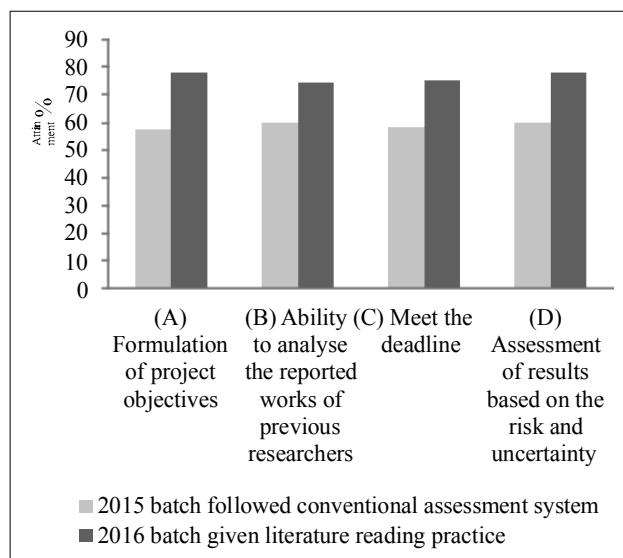 90
80
70
60
50
40
30
20
10
0
Attin
ment %
(A)
Formulation
of project
objectives
(B) Ability
to analyse
the reported
works of
previous
researchers
(C) Meet the
deadline
(D)
Assessment
of results
based on the
risk and
uncertainty
2015 batch followed conventional assessment system
2016 batch given literature reading practice